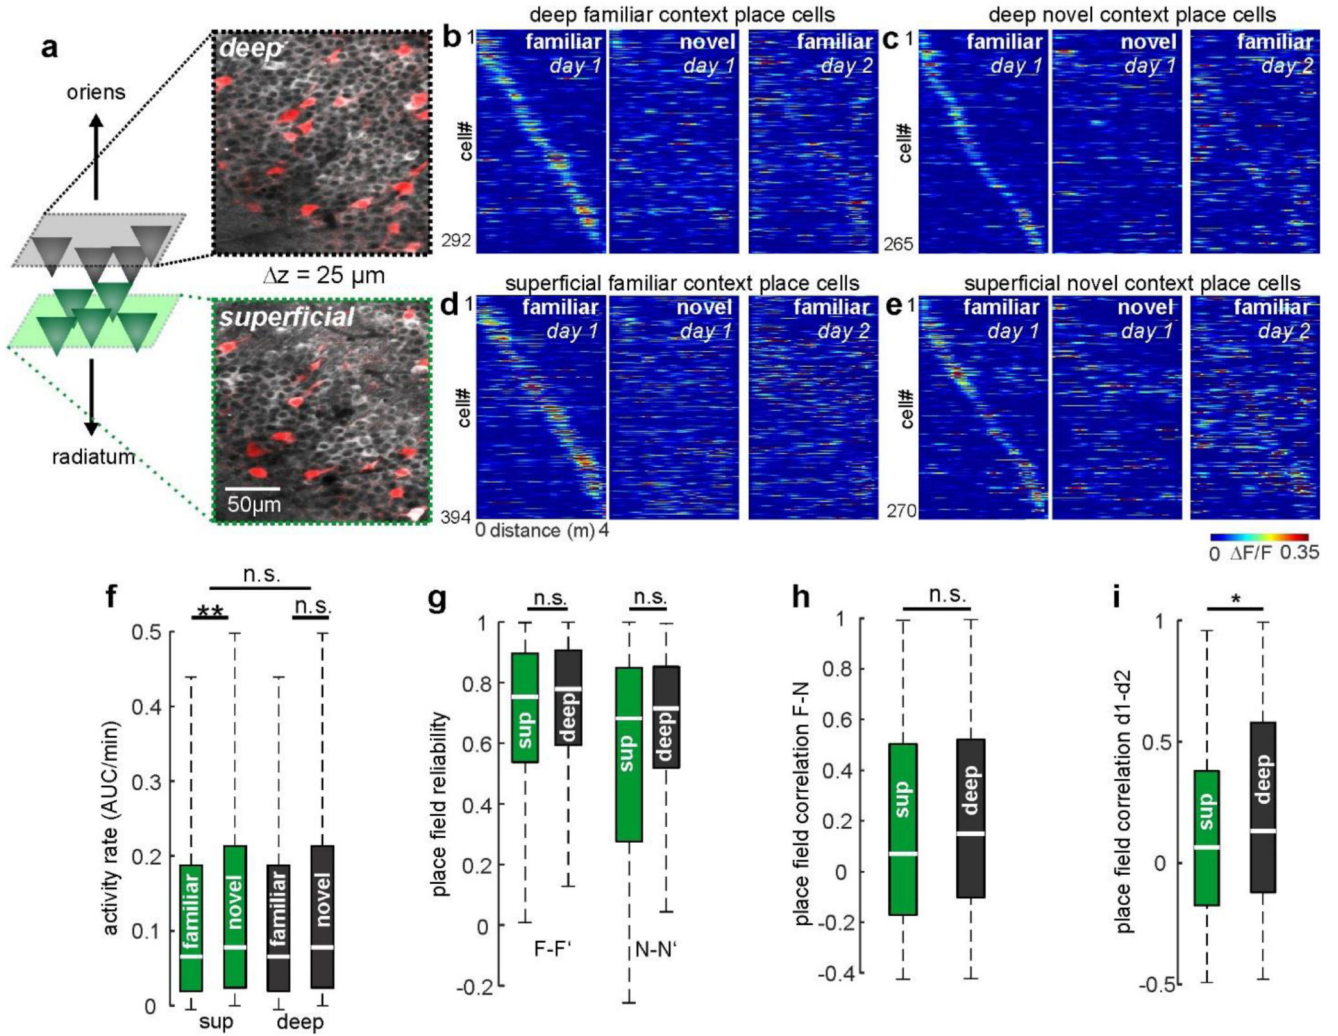 a
oriens
radiatum
deep
Δz = 25 µm
superficial
50µm
deep familiar context place cells
b
1
cell#
292
familiar
day 1
novel
day 1
familiar
day 2
deep novel context place cells
c
1
cell#
265
familiar
day 1
novel
day 1
familiar
day 2
superficial familiar context place cells
d
1
cell#
394
familiar
day 1
novel
day 1
familiar
day 2
0 distance (m) 4
superficial novel context place cells
e
1
cell#
270
familiar
day 1
novel
day 1
familiar
day 2
0 ΔF/F 0.35
f
n.s.
**
n.s.
activity rate (AUC/min)
0.5
0.4
0.3
0.2
0.1
0
familiar
novel
familiar
novel
sup
deep
g
n.s.
n.s.
place field reliability
1
0.8
0.6
0.4
0.2
0
-0.2
sup
deep
sup
deep
F-F‘
N-N‘
h
n.s.
place field correlation F-N
1
0.8
0.6
0.4
0.2
0
-0.2
-0.4
sup
deep
i
*
place field correlation d1-d2
1
0.5
0
-0.5
sup
deep